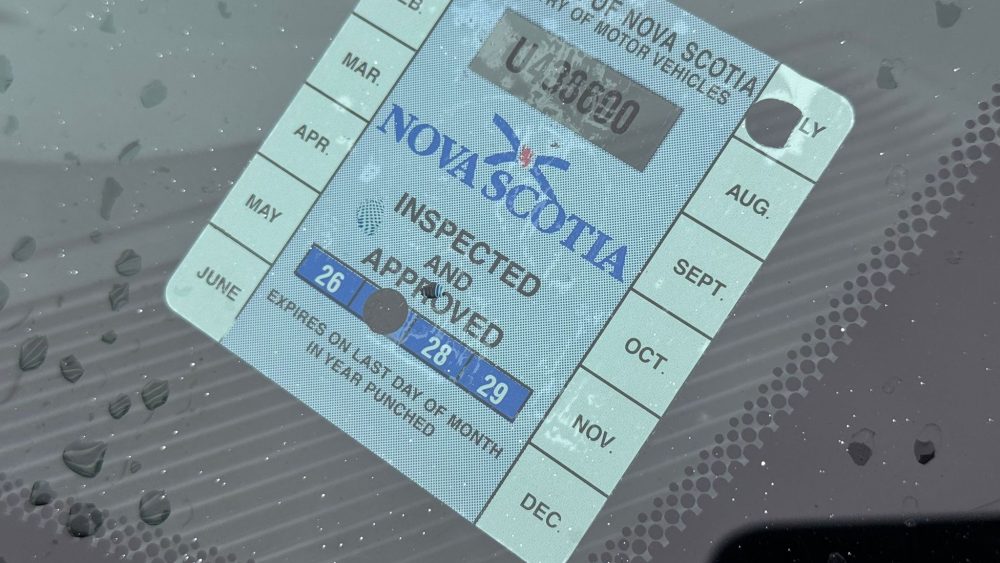 OF NOVA SCOTIA
RY OF MOTOR VEHICLES
U438600
NOVA SCOTIA
INSPECTED
AND
APPROVED
26 28 29
EXPIRES ON LAST DAY OF MONTH
IN YEAR PUNCHED
EB.
MAR.
APR.
MAY
JUNE
LY
AUG.
SEPT.
OCT.
NOV.
DEC.